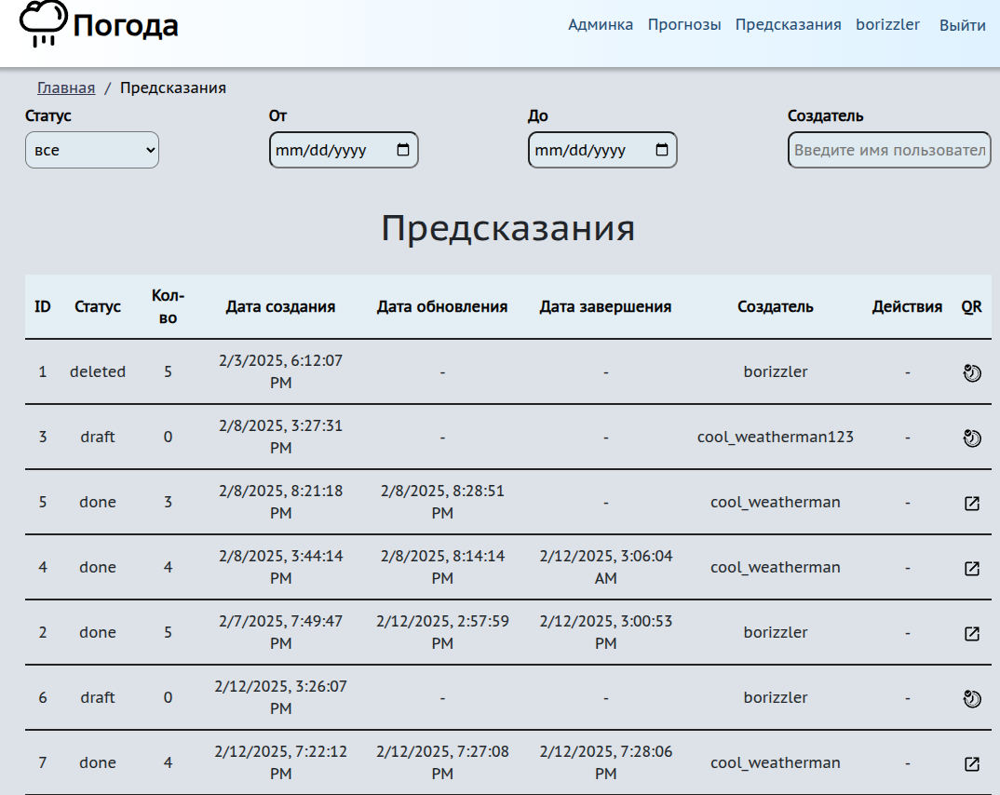 Погода
Админка Прогнозы Предсказания borizzler Выйти
Главная / Предсказания
Статус От До Создатель
все mm/dd/yyyy mm/dd/yyyy Введите имя пользовател
Предсказания
ID Статус Кол-во Дата создания Дата обновления Дата завершения Создатель Действия QR
1 deleted 5 2/3/2025, 6:12:07 PM - - borizzler -
3 draft 0 2/8/2025, 3:27:31 PM - - cool_weatherman123 -
5 done 3 2/8/2025, 8:21:18 PM 2/8/2025, 8:28:51 PM - cool_weatherman -
4 done 4 2/8/2025, 3:44:14 PM 2/8/2025, 8:14:14 PM 2/12/2025, 3:06:04 AM cool_weatherman -
2 done 5 2/7/2025, 7:49:47 PM 2/12/2025, 2:57:59 PM 2/12/2025, 3:00:53 PM borizzler -
6 draft 0 2/12/2025, 3:26:07 PM - - borizzler -
7 done 4 2/12/2025, 7:22:12 PM 2/12/2025, 7:27:08 PM 2/12/2025, 7:28:06 PM cool_weatherman -